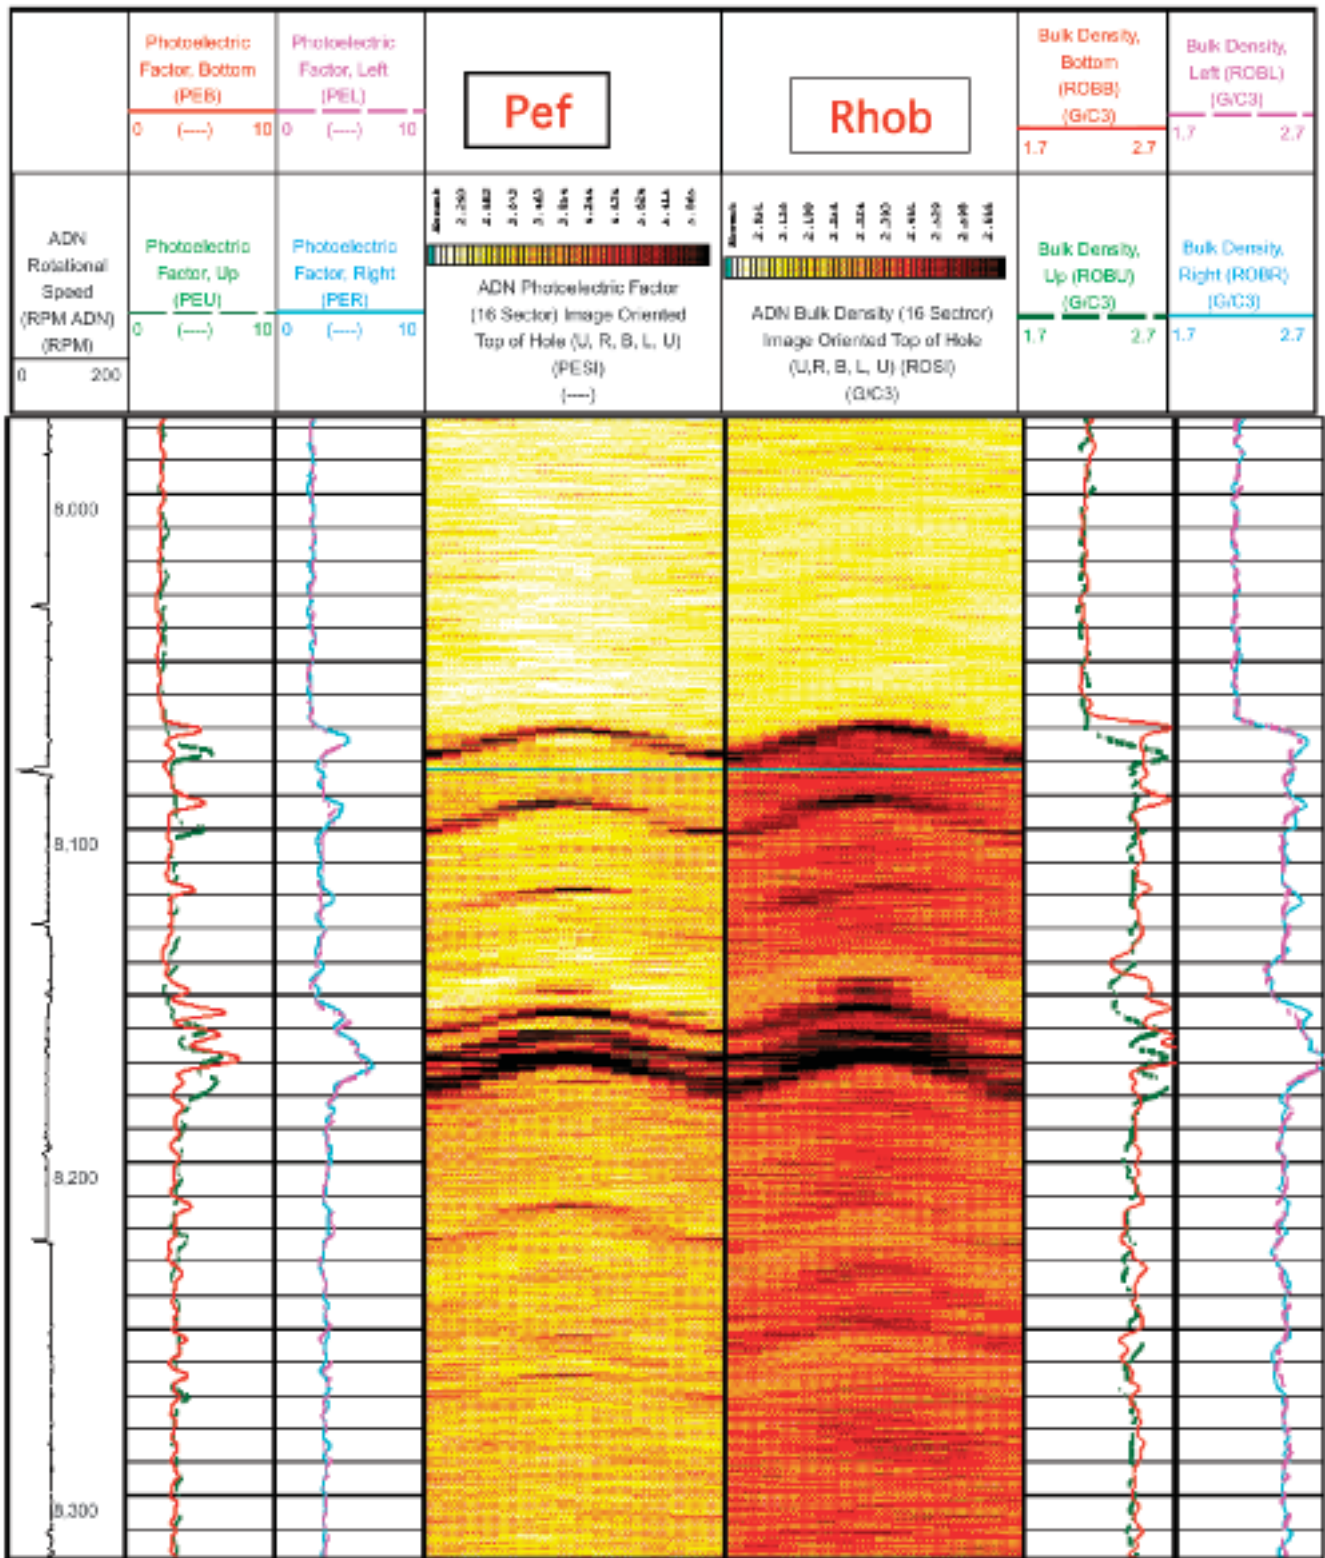 Photoelectric
Factor, Bottom
(PEB)
0 (----) 10
Photoelectric
Factor, Left
(PEL)
0 (----) 10
Pef
Rhob
Bulk Density,
Bottom
(ROBB)
(G/C3)
1.7 2.7
Bulk Density,
Left (ROBL)
(G/C3)
1.7 2.7
ADN
Rotational
Speed
(RPM ADN)
(RPM)
0 200
Photoelectric
Factor, Up
(PEU)
0 (----) 10
Photoelectric
Factor, Right
(PER)
0 (----) 10
ADN Photoelectric Factor
(16 Sector) Image Oriented
Top of Hole (U, R, B, L, U)
(PESI)
(----)
ADN Bulk Density (16 Sectror)
Image Oriented Top of Hole
(U,R, B, L, U) (ROSI)
(G/C3)
Bulk Density,
Up (ROBU)
(G/C3)
1.7 2.7
Bulk Density,
Right (ROBR)
(G/C3)
1.7 2.7
8,000
8,100
8,200
8,300